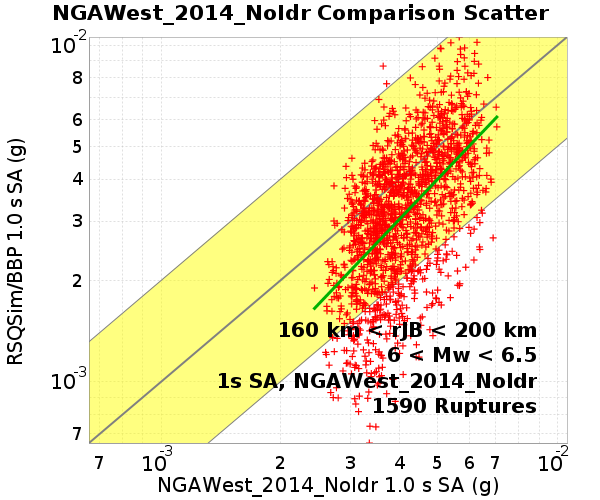 NGAWest_2014_NoIdr Comparison Scatter
10-2
8
6
5
4
3
2
10-3
7
RSQSim/BBP 1.0 s SA (g)
160 km < rJB < 200 km
6 < Mw < 6.5
1s SA, NGAWest_2014_NoIdr
1590 Ruptures
7 10-3 2 3 4 5 6 7 10-2
NGAWest_2014_NoIdr 1.0 s SA (g)